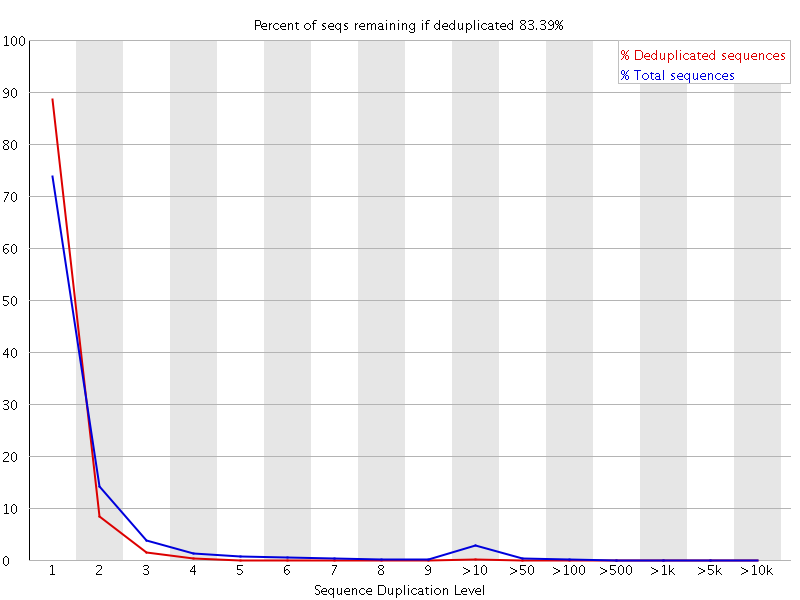 Percent of seqs remaining if deduplicated 83.39%
% Deduplicated sequences
% Total sequences
100
90
80
70
60
50
40
30
20
10
0
1 2 3 4 5 6 7 8 9 >10 >50 >100 >500 >1k >5k >10k
Sequence Duplication Level